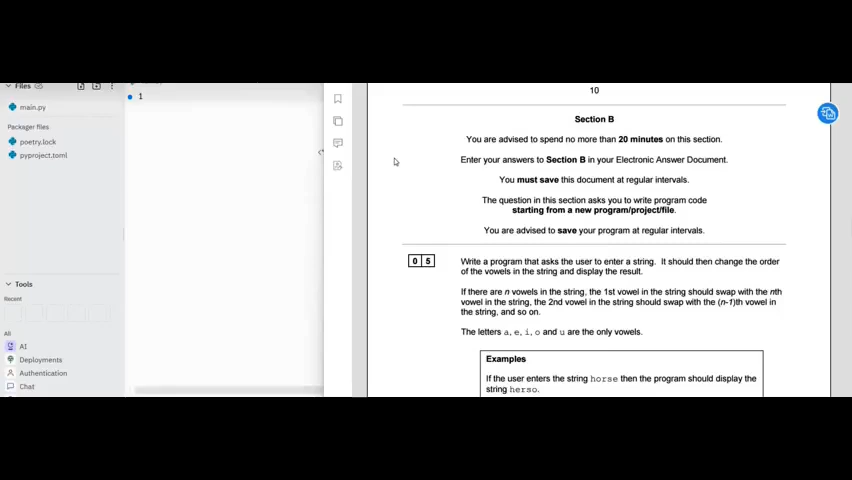 Files
main.py
Packager files
poetry.lock
pyproject.toml
Tools
Recent
All
AI
Deployments
Authentication
Chat
1
10
Section B
You are advised to spend no more than 20 minutes on this section.
Enter your answers to Section B in your Electronic Answer Document.
You must save this document at regular intervals.
The question in this section asks you to write program code
starting from a new program/project/file.
You are advised to save your program at regular intervals.
0 5 Write a program that asks the user to enter a string. It should then change the order
of the vowels in the string and display the result.
If there are n vowels in the string, the 1st vowel in the string should swap with the nth
vowel in the string, the 2nd vowel in the string should swap with the (n-1)th vowel in
the string, and so on.
The letters a, e, i, o and u are the only vowels.
Examples
If the user enters the string horse then the program should display the
string herso.